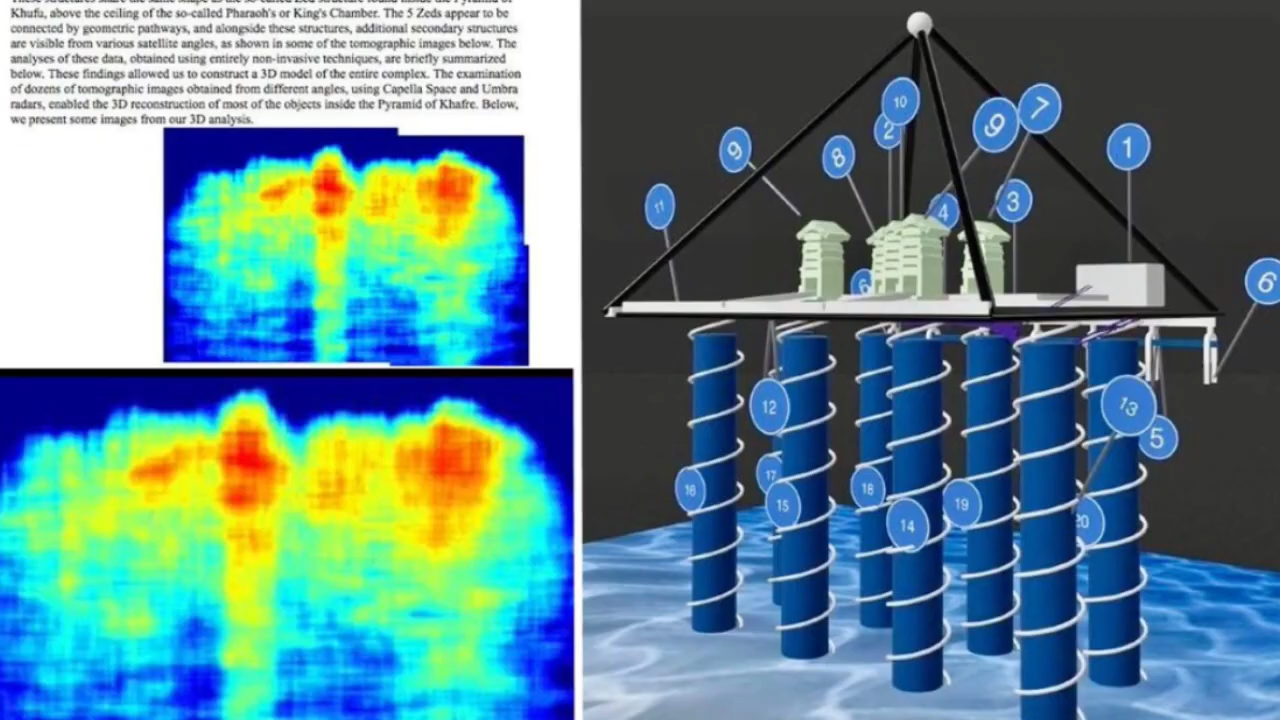 Khufu, above the ceiling of the so-called Pharaoh's or King's Chamber. The 5 Zeds appear to be
connected by geometric pathways, and alongside these structures, additional secondary structures
are visible from various satellite angles, as shown in some of the tomographic images below. The
analyses of these data, obtained using entirely non-invasive techniques, are briefly summarized
below. These findings allowed us to construct a 3D model of the entire complex. The examination
of dozens of tomographic images obtained from different angles, using Capella Space and Umbra
radars, enabled the 3D reconstruction of most of the objects inside the Pyramid of Khafre. Below,
we present some images from our 3D analysis.
10
2
9
7
9
8
1
11
4
3
6
6
12
13
5
16
17
15
18
19
14
20